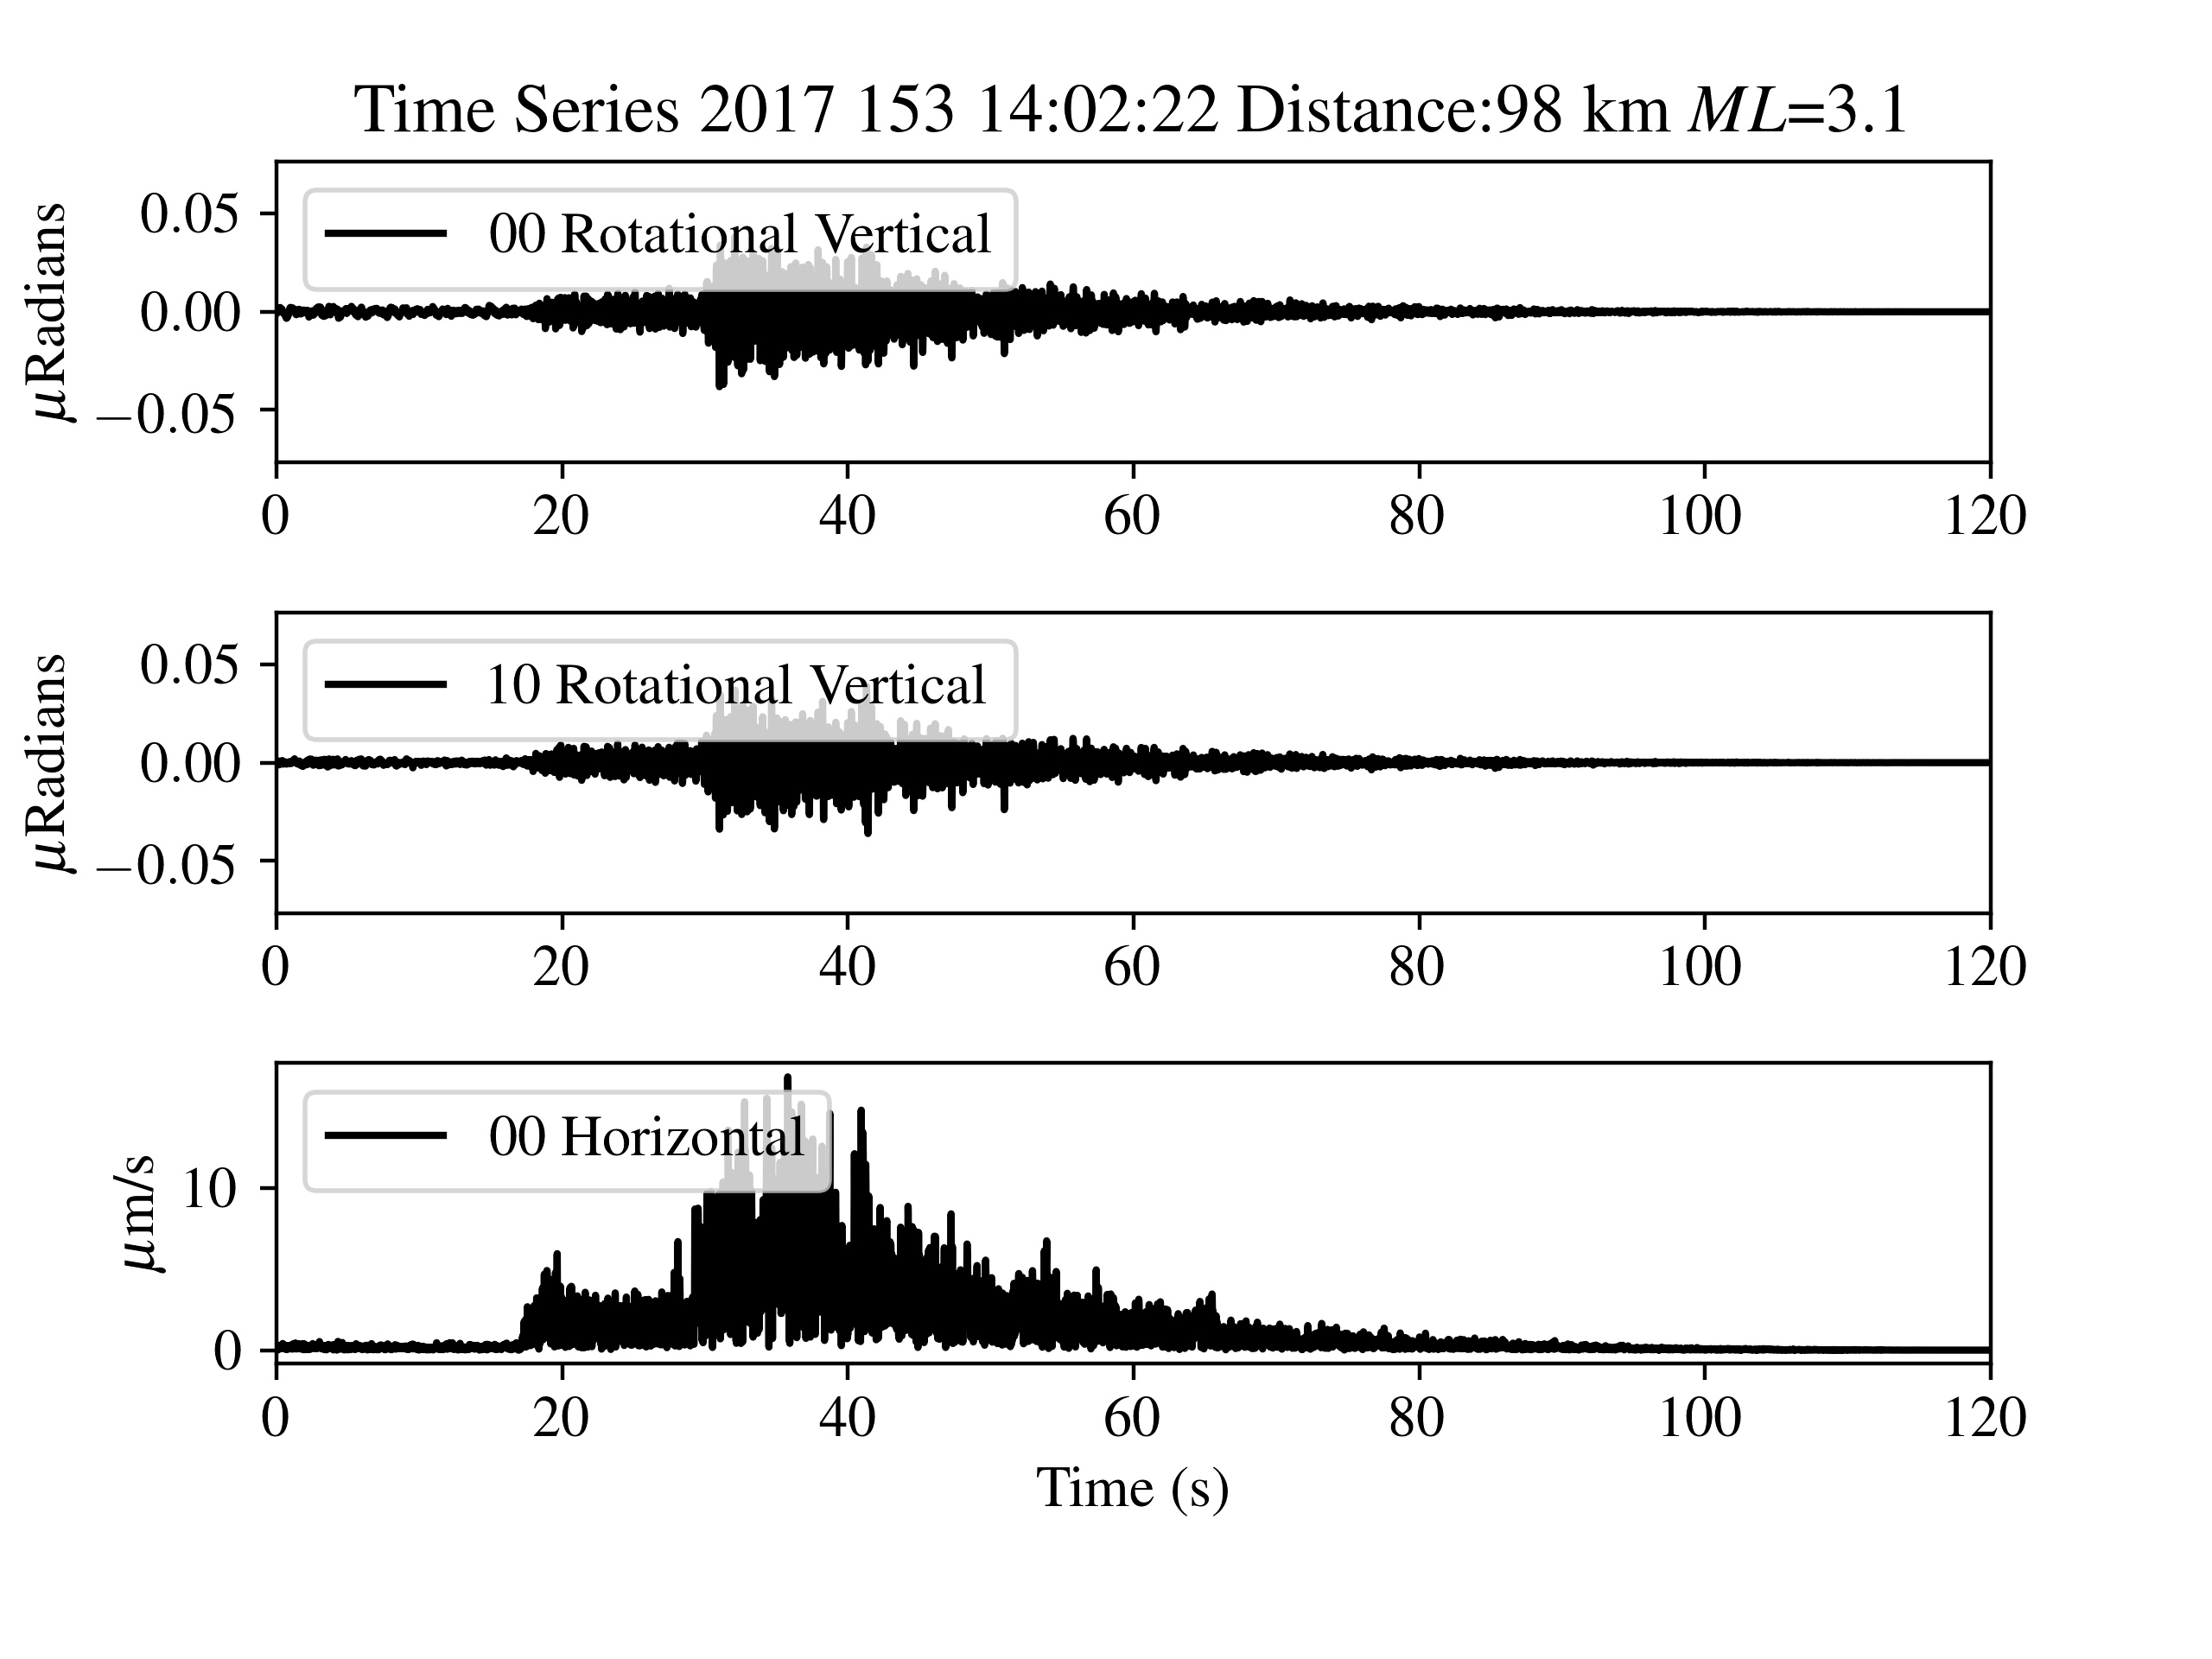 Time Series 2017 153 14:02:22 Distance:98 km ML=3.1
μRadians
0.05
0.00
−0.05
00 Rotational Vertical
0 20 40 60 80 100 120
μRadians
0.05
0.00
−0.05
10 Rotational Vertical
0 20 40 60 80 100 120
μm/s
10
0
00 Horizontal
0 20 40 60 80 100 120
Time (s)